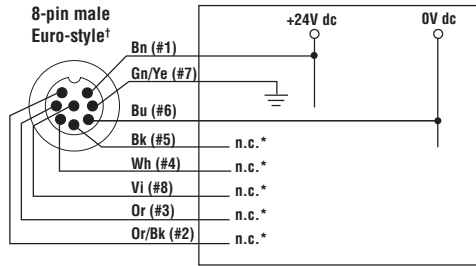 8-pin male
Euro-style†
+24V dc
0V dc
Bn (#1)
Gn/Ye (#7)
Bu (#6)
Bk (#5)
n.c.*
Wh (#4)
n.c.*
Vi (#8)
n.c.*
Or (#3)
n.c.*
Or/Bk (#2)
n.c.*